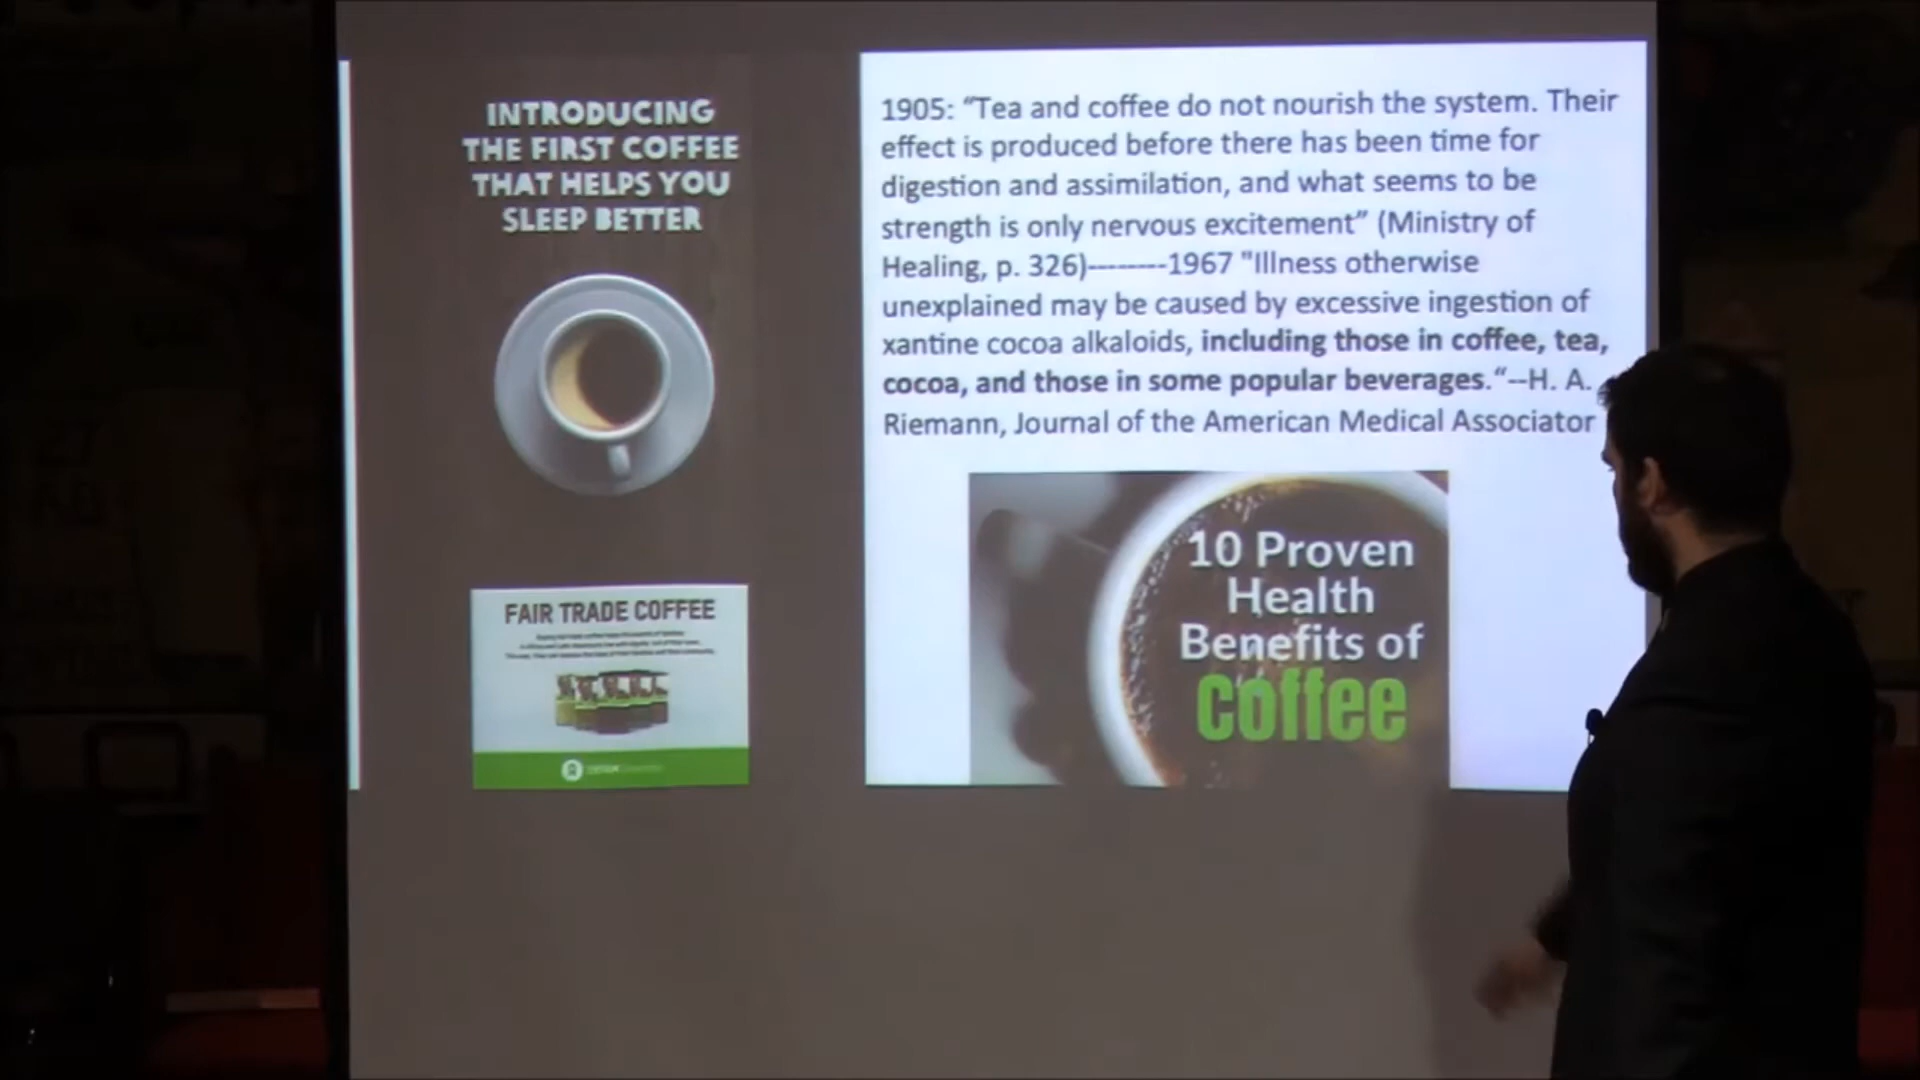 INTRODUCING
THE FIRST COFFEE
THAT HELPS YOU
SLEEP BETTER
FAIR TRADE COFFEE
1905: “Tea and coffee do not nourish the system. Their
effect is produced before there has been time for
digestion and assimilation, and what seems to be
strength is only nervous excitement” (Ministry of
Healing, p. 326)--------1967 "Illness otherwise
unexplained may be caused by excessive ingestion of
xantine cocoa alkaloids, including those in coffee, tea,
cocoa, and those in some popular beverages.“--H. A.
Riemann, Journal of the American Medical Associator
10 Proven
Health
Benefits of
Coffee